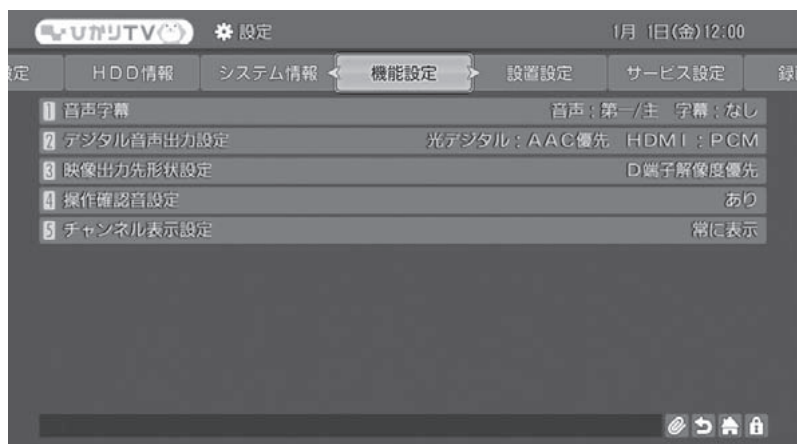 ひかりTV 設定 1月 1日(金)12:00
設定 HDD情報 システム情報 機能設定 設置設定 サービス設定 録
1 音声字幕 音声:第一/主 字幕:なし
2 デジタル音声出力設定 光デジタル:AAC優先 HDMI:PCM
3 映像出力先形状設定 D端子解像度優先
4 操作確認音設定 あり
5 チャンネル表示設定 常に表示